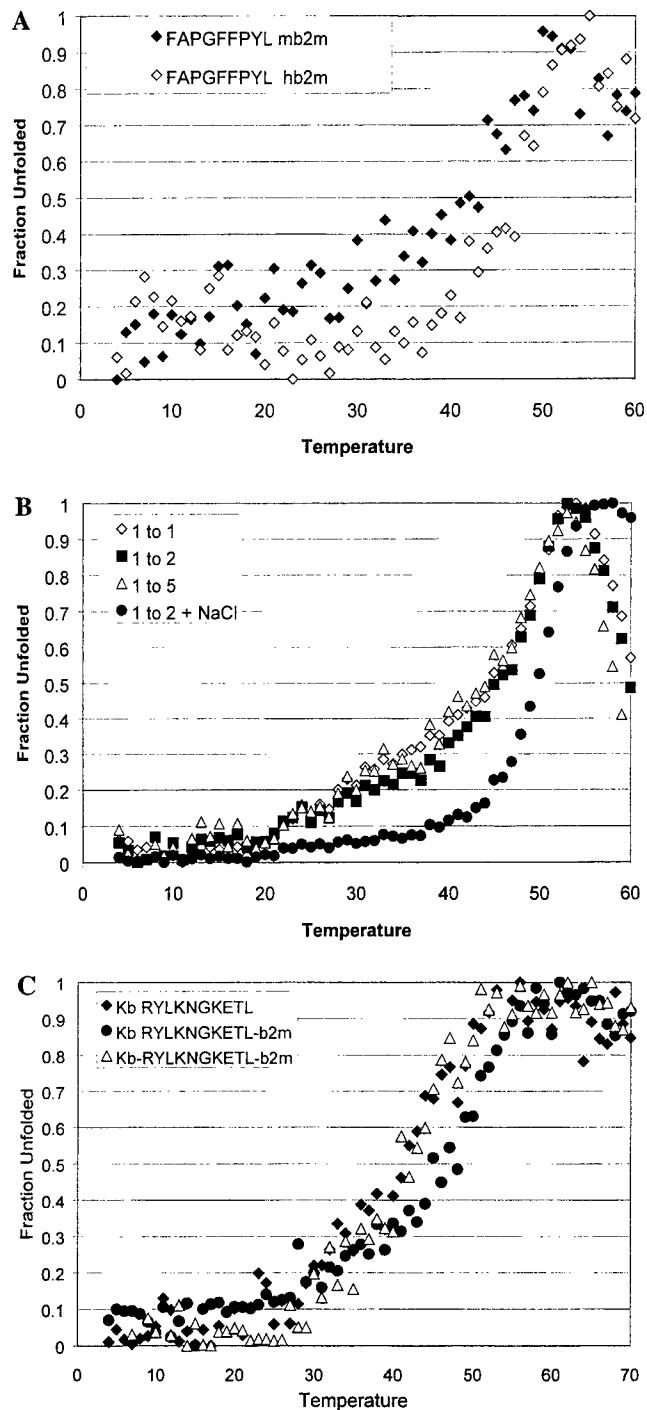 A
◆ FAPGFFPYL mb2m
◇ FAPGFFPYL hb2m
Fraction Unfolded
1
0.9
0.8
0.7
0.6
0.5
0.4
0.3
0.2
0.1
0
0 10 20 30 40 50 60
Temperature
B
◇ 1 to 1
■ 1 to 2
△ 1 to 5
● 1 to 2 + NaCl
Fraction Unfolded
1
0.9
0.8
0.7
0.6
0.5
0.4
0.3
0.2
0.1
0
0 10 20 30 40 50 60
Temperature
C
◆ Kb RYLKNGKETL
● Kb RYLKNGKETL-b2m
△ Kb-RYLKNGKETL-b2m
Fraction Unfolded
1
0.9
0.8
0.7
0.6
0.5
0.4
0.3
0.2
0.1
0
0 10 20 30 40 50 60 70
Temperature